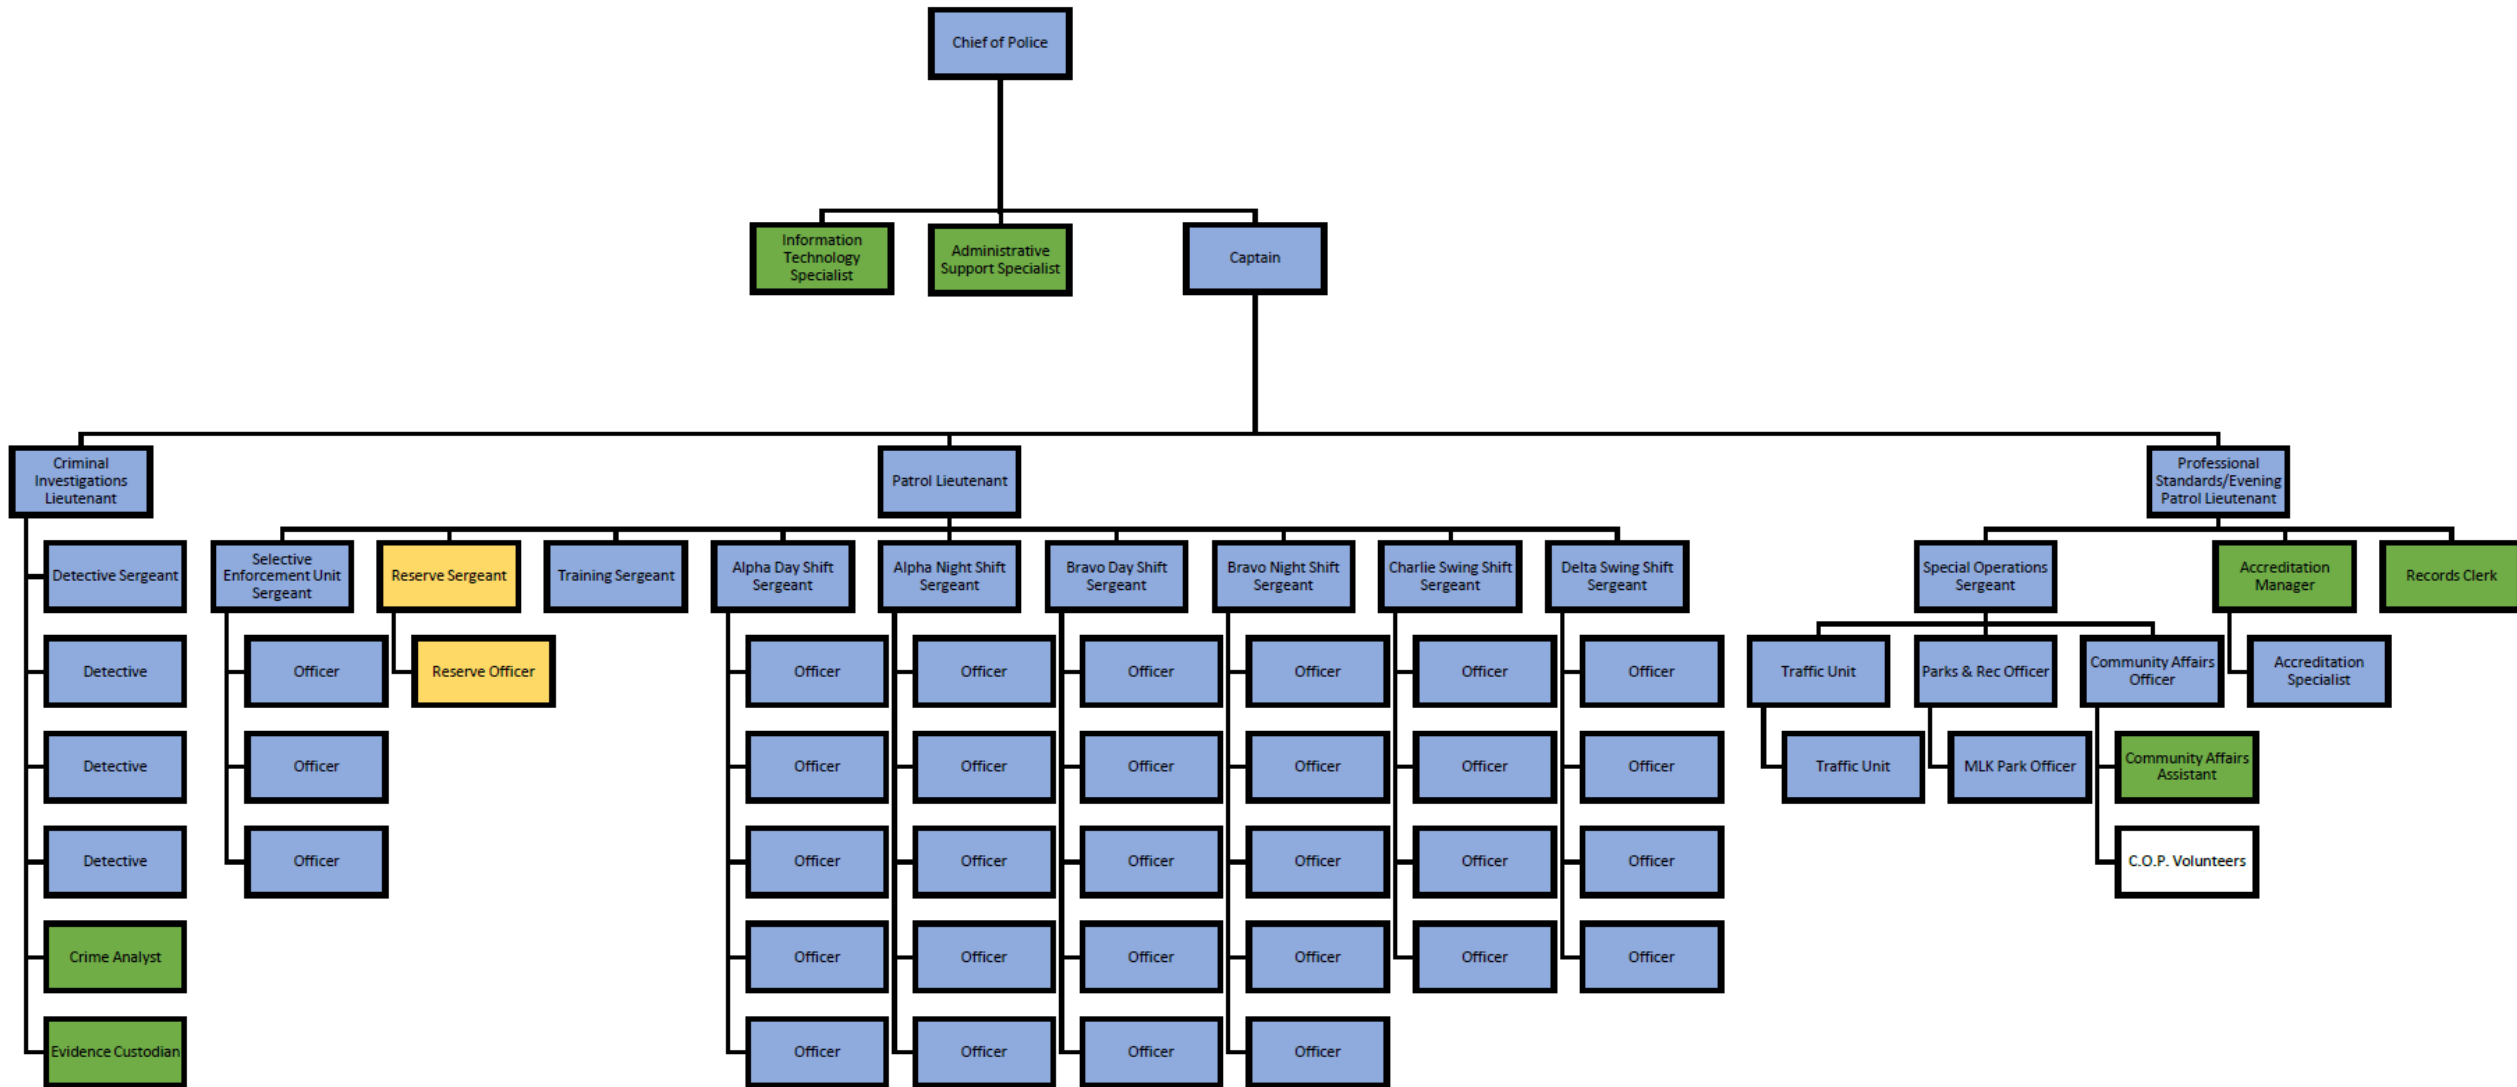 Chief of Police
Information
Technology
Specialist
Administrative
Support Specialist
Captain
Criminal
Investigations
Lieutenant
Patrol Lieutenant
Professional
Standards/Evening
Patrol Lieutenant
Detective Sergeant
Selective
Enforcement Unit
Sergeant
Reserve Sergeant
Training Sergeant
Alpha Day Shift
Sergeant
Alpha Night Shift
Sergeant
Bravo Day Shift
Sergeant
Bravo Night Shift
Sergeant
Charlie Swing Shift
Sergeant
Delta Swing Shift
Sergeant
Special Operations
Sergeant
Accreditation
Manager
Records Clerk
Detective
Officer
Reserve Officer
Officer
Officer
Officer
Officer
Officer
Officer
Traffic Unit
Parks & Rec Officer
Community Affairs
Officer
Accreditation
Specialist
Detective
Officer
Officer
Officer
Officer
Officer
Officer
Officer
Traffic Unit
MLK Park Officer
Community Affairs
Assistant
Detective
Officer
Officer
Officer
Officer
Officer
Officer
Officer
C.O.P. Volunteers
Crime Analyst
Officer
Officer
Officer
Officer
Officer
Officer
Evidence Custodian
Officer
Officer
Officer
Officer